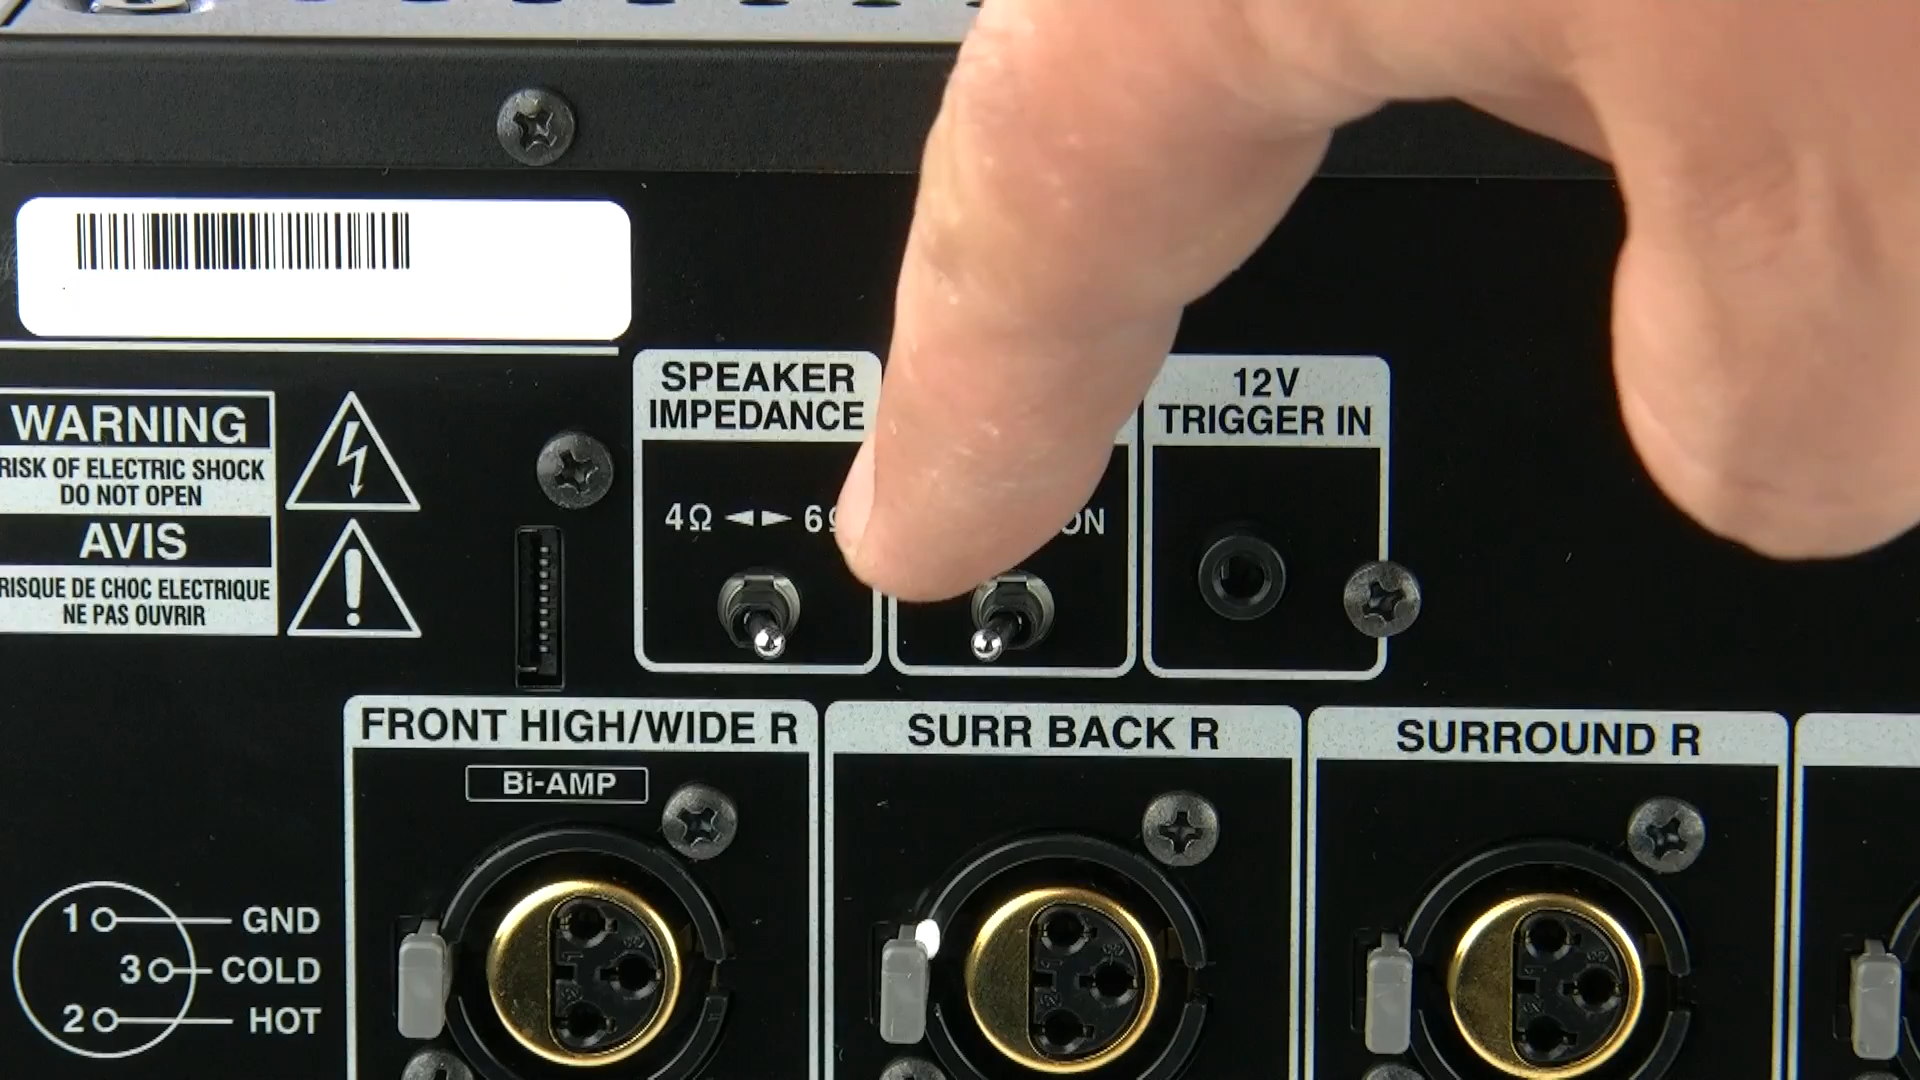 WARNING
RISK OF ELECTRIC SHOCK
DO NOT OPEN
AVIS
RISQUE DE CHOC ELECTRIQUE
NE PAS OUVRIR
SPEAKER
IMPEDANCE
4Ω ◄► 6
ON
12V
TRIGGER IN
FRONT HIGH/WIDE R
Bi-AMP
SURR BACK R
SURROUND R
1 GND
3 COLD
2 HOT